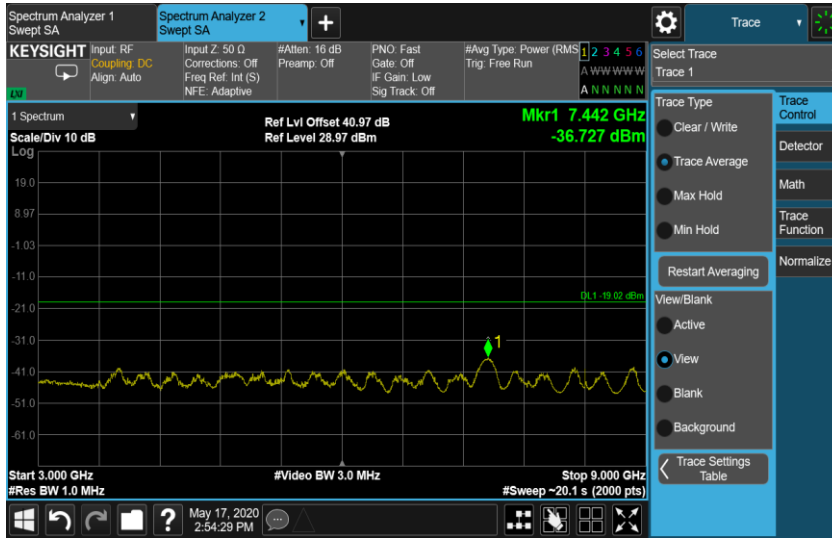 Spectrum Analyzer 1
Swept SA
Spectrum Analyzer 2
Swept SA
+
Trace
KEYSIGHT
LXI
Input: RF
Coupling: DC
Align: Auto
Input Z: 50 Ω
Corrections: Off
Freq Ref: Int (S)
NFE: Adaptive
#Atten: 16 dB
Preamp: Off
PNO: Fast
Gate: Off
IF Gain: Low
Sig Track: Off
#Avg Type: Power (RMS
Trig: Free Run
1 2 3 4 5 6
A W W W W W
A N N N N N
Select Trace
Trace 1
1 Spectrum
Scale/Div 10 dB
Log
Ref Lvl Offset 40.97 dB
Ref Level 28.97 dBm
Mkr1 7.442 GHz
-36.727 dBm
19.0
8.97
-1.03
-11.0
-21.0
-31.0
-41.0
-51.0
-61.0
DL1 -19.02 dBm
1
Start 3.000 GHz
#Res BW 1.0 MHz
#Video BW 3.0 MHz
Stop 9.000 GHz
#Sweep ~20.1 s (2000 pts)
Trace Type
Clear / Write
Trace Average
Max Hold
Min Hold
Restart Averaging
View/Blank
Active
View
Blank
Background
Trace Settings
Table
Trace
Control
Detector
Math
Trace
Function
Normalize
?
May 17, 2020
2:54:29 PM